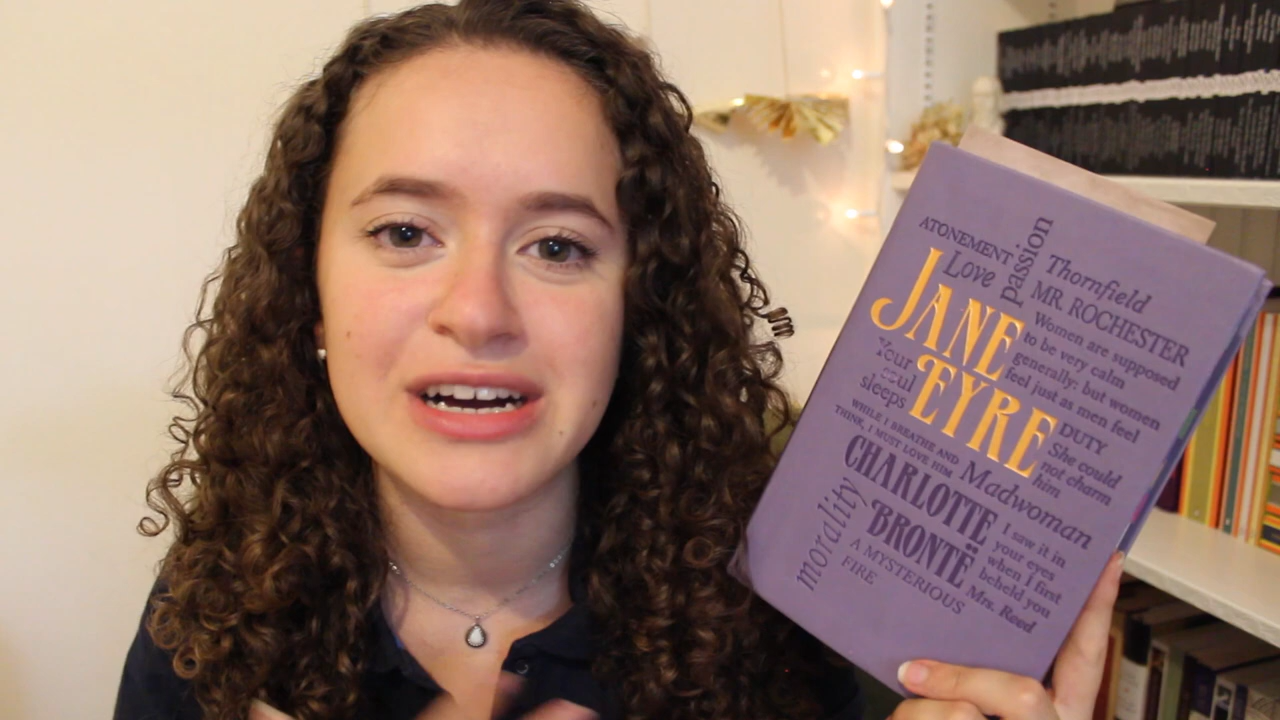 ATONEMENT
Love
passion
Thornfield
MR. ROCHESTER
JANE
EYRE
Women are supposed
to be very calm
generally: but women
feel just as men feel
Your
soul
sleeps
DUTY
She could
not charm
him
WHILE I BREATHE AND
THINK, I MUST LOVE HIM
Madwoman
CHARLOTTE
BRONTË
morality
I saw it in
your eyes
when I first
beheld you
A MYSTERIOUS
FIRE
Mrs. Reed